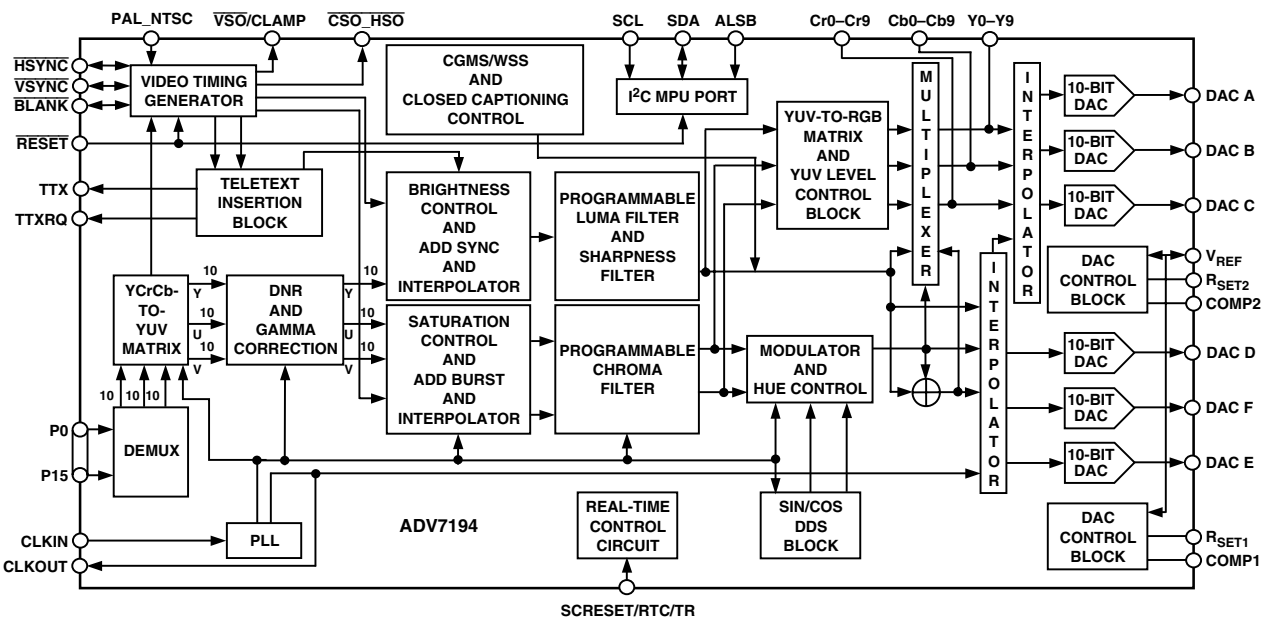 PAL_NTSC
VSO/CLAMP
CSO_HSO
SCL
SDA
ALSB
Cr0–Cr9
Cb0–Cb9
Y0–Y9
HSYNC
VSYNC
BLANK
RESET
TTX
TTXRQ
P0
P15
CLKIN
CLKOUT
VIDEO TIMING
GENERATOR
CGMS/WSS
AND
CLOSED CAPTIONING
CONTROL
I2C MPU PORT
TELETEXT
INSERTION
BLOCK
BRIGHTNESS
CONTROL
AND
ADD SYNC
AND
INTERPOLATOR
PROGRAMMABLE
LUMA FILTER
AND
SHARPNESS
FILTER
YUV-TO-RGB
MATRIX
AND
YUV LEVEL
CONTROL
BLOCK
MULTIPLEXER
INTERPOLATOR
10-BIT
DAC
DAC A
10-BIT
DAC
DAC B
10-BIT
DAC
DAC C
DAC
CONTROL
BLOCK
VREF
RSET2
COMP2
YCrCb-
TO-
YUV
MATRIX
10
Y
10
U
10
V
DNR
AND
GAMMA
CORRECTION
10
Y
10
U
10
V
SATURATION
CONTROL
AND
ADD BURST
AND
INTERPOLATOR
PROGRAMMABLE
CHROMA
FILTER
MODULATOR
AND
HUE CONTROL
INTERPOLATOR
10-BIT
DAC
DAC D
10-BIT
DAC
DAC F
10-BIT
DAC
DAC E
10
10
10
DEMUX
PLL
ADV7194
REAL-TIME
CONTROL
CIRCUIT
SIN/COS
DDS
BLOCK
DAC
CONTROL
BLOCK
RSET1
COMP1
SCRESET/RTC/TR